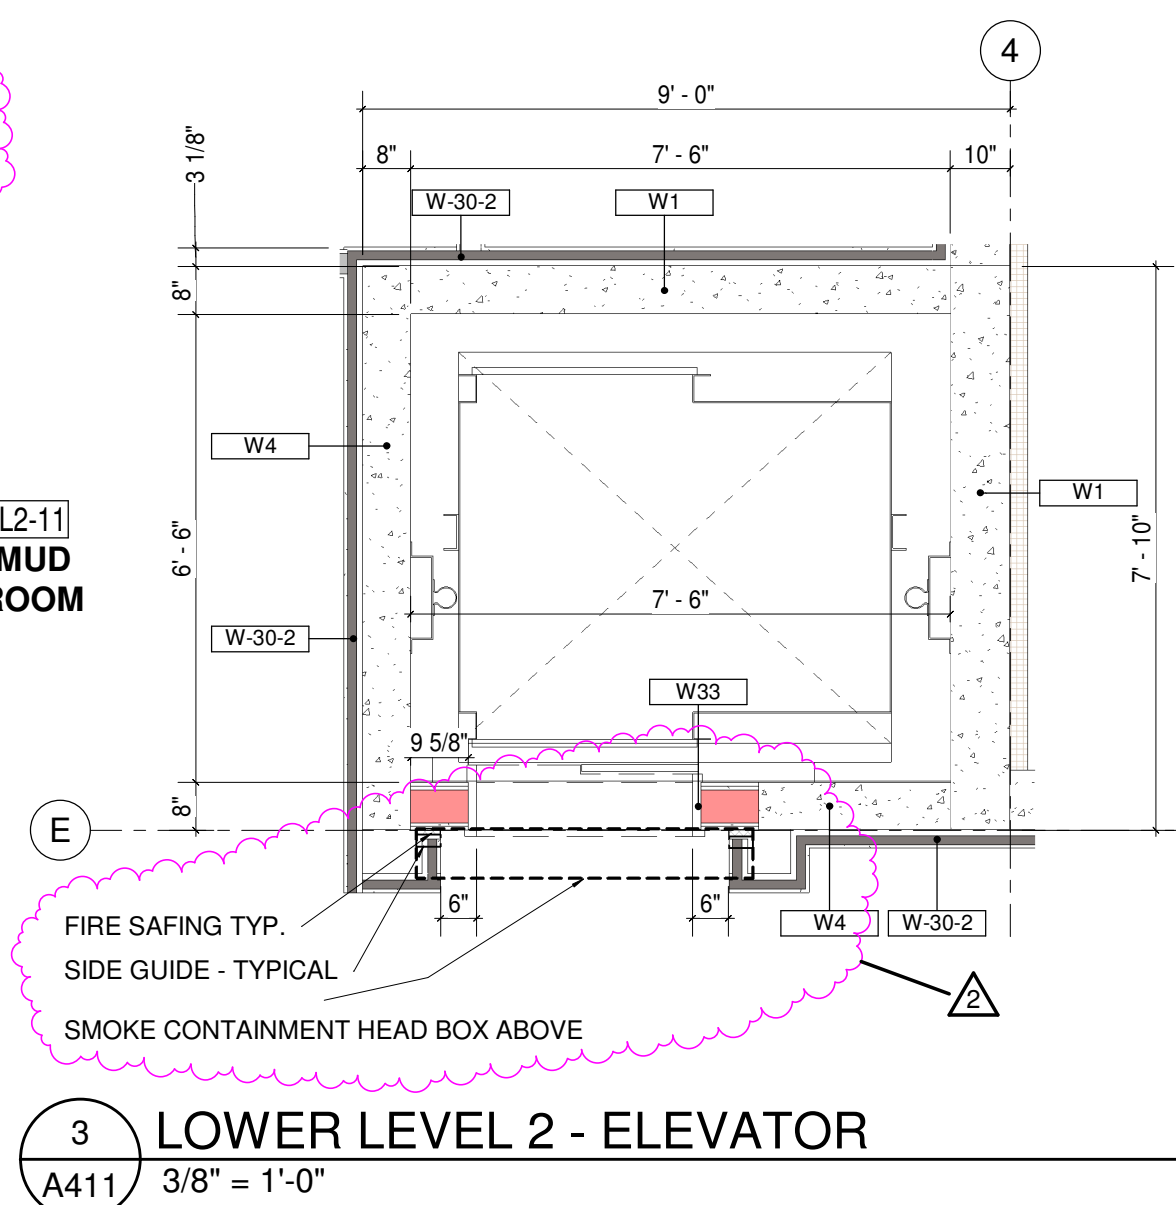 4
9' - 0"
3 1/8"
8"
7' - 6"
10"
W-30-2
W1
8"
W4
L2-11
MUD
ROOM
6' - 6"
W1
7' - 10"
7' - 6"
W-30-2
W33
9 5/8"
8"
E
6"
6"
W4
W-30-2
FIRE SAFING TYP.
SIDE GUIDE - TYPICAL
2
SMOKE CONTAINMENT HEAD BOX ABOVE
3
LOWER LEVEL 2 - ELEVATOR
A411
3/8" = 1'-0"